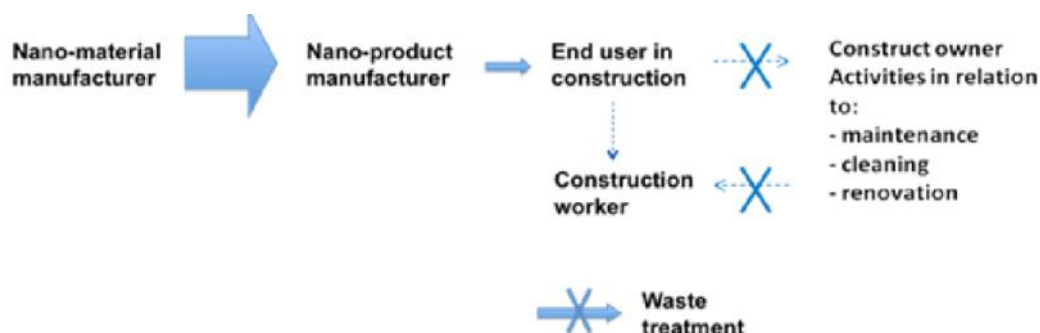 Nano-material
manufacturer
Nano-product
manufacturer
End user in
construction
Construct owner
Activities in relation
to:
- maintenance
- cleaning
- renovation
Construction
worker
Waste
treatment